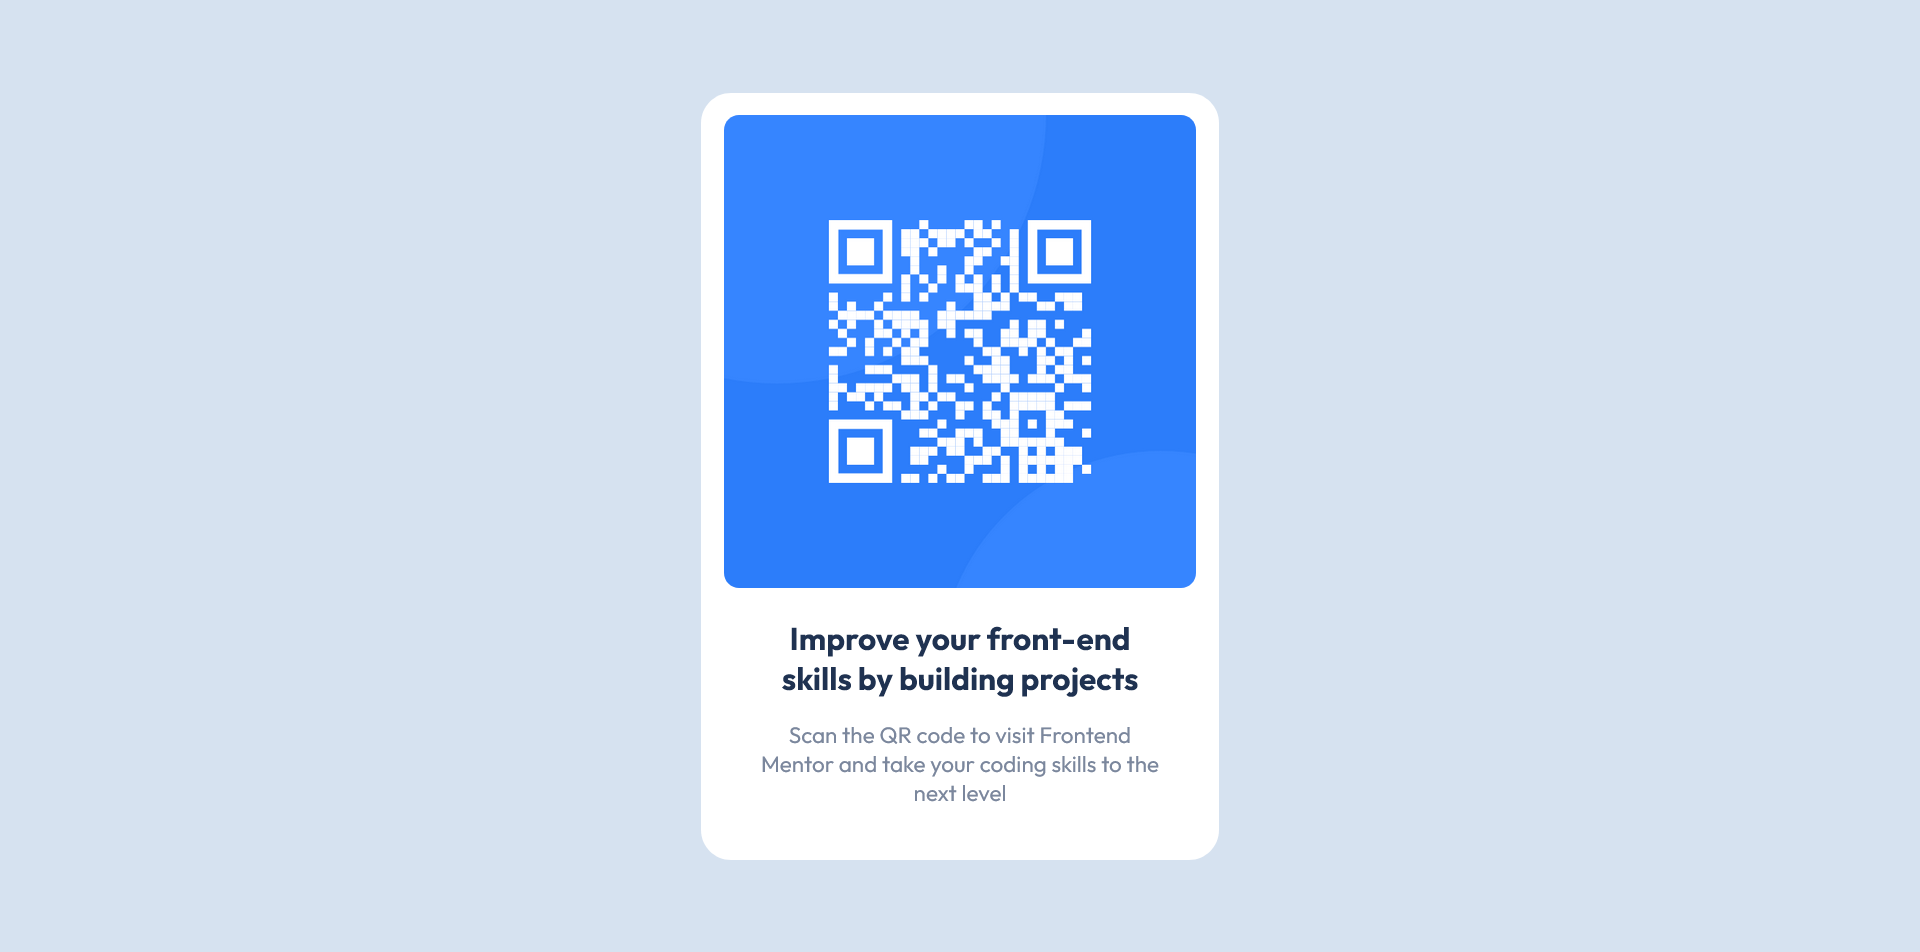 Improve your front-end
skills by building projects
Scan the QR code to visit Frontend
Mentor and take your coding skills to the
next level